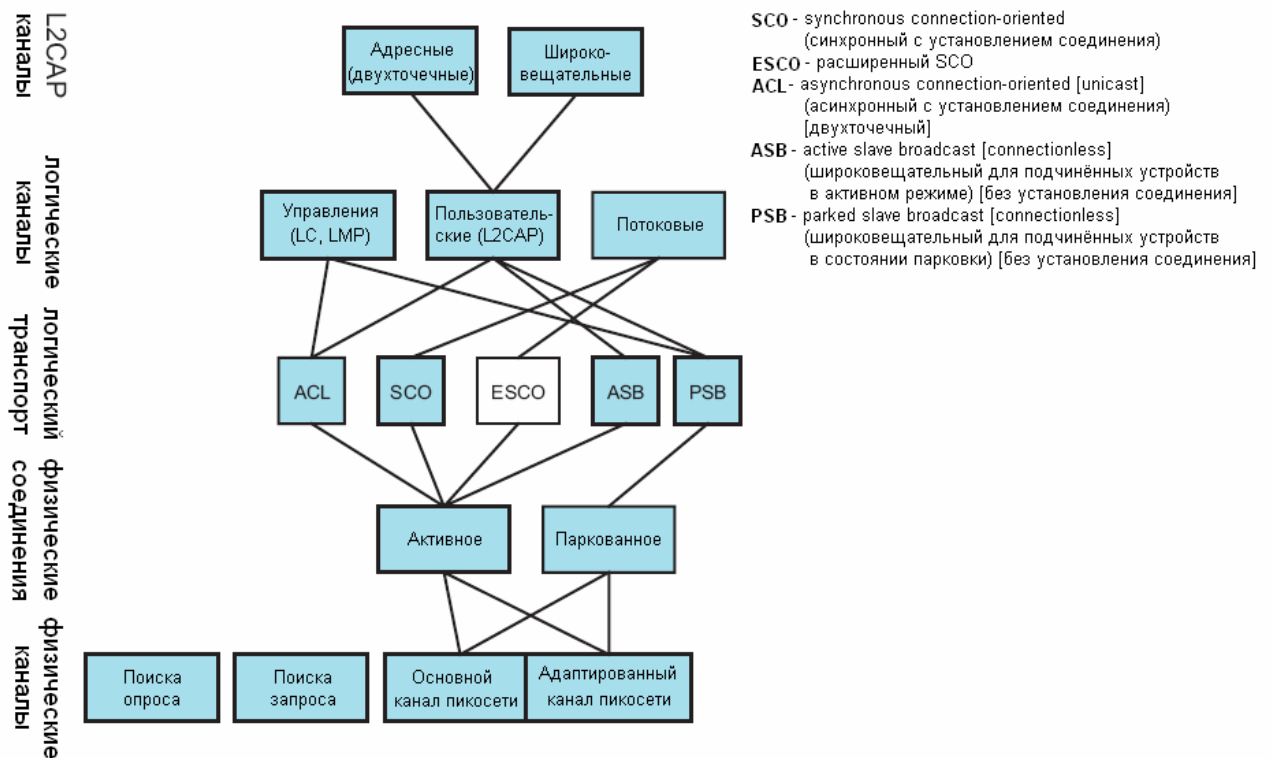 L2CAP
каналы
Адресные
(двухточечные)
Широко-
вещательные
SCO - synchronous connection-oriented
(синхронный с установлением соединения)
ESCO - расширенный SCO
ACL - asynchronous connection-oriented [unicast]
(асинхронный с установлением соединения)
[двухточечный]
ASB - active slave broadcast [connectionless]
(широковещательный для подчинённых устройств
в активном режиме) [без установления соединения]
PSB - parked slave broadcast [connectionless]
(широковещательный для подчинённых устройств
в состоянии парковки) [без установления соединения]
логические
каналы
Управления
(LC, LMP)
Пользователь-
ские (L2CAP)
Потоковые
логический
транспорт
ACL
SCO
ESCO
ASB
PSB
физические
соединения
Активное
Паркованное
физические
каналы
Поиска
опроса
Поиска
запроса
Основной
канал пикосети
Адаптированный
канал пикосети